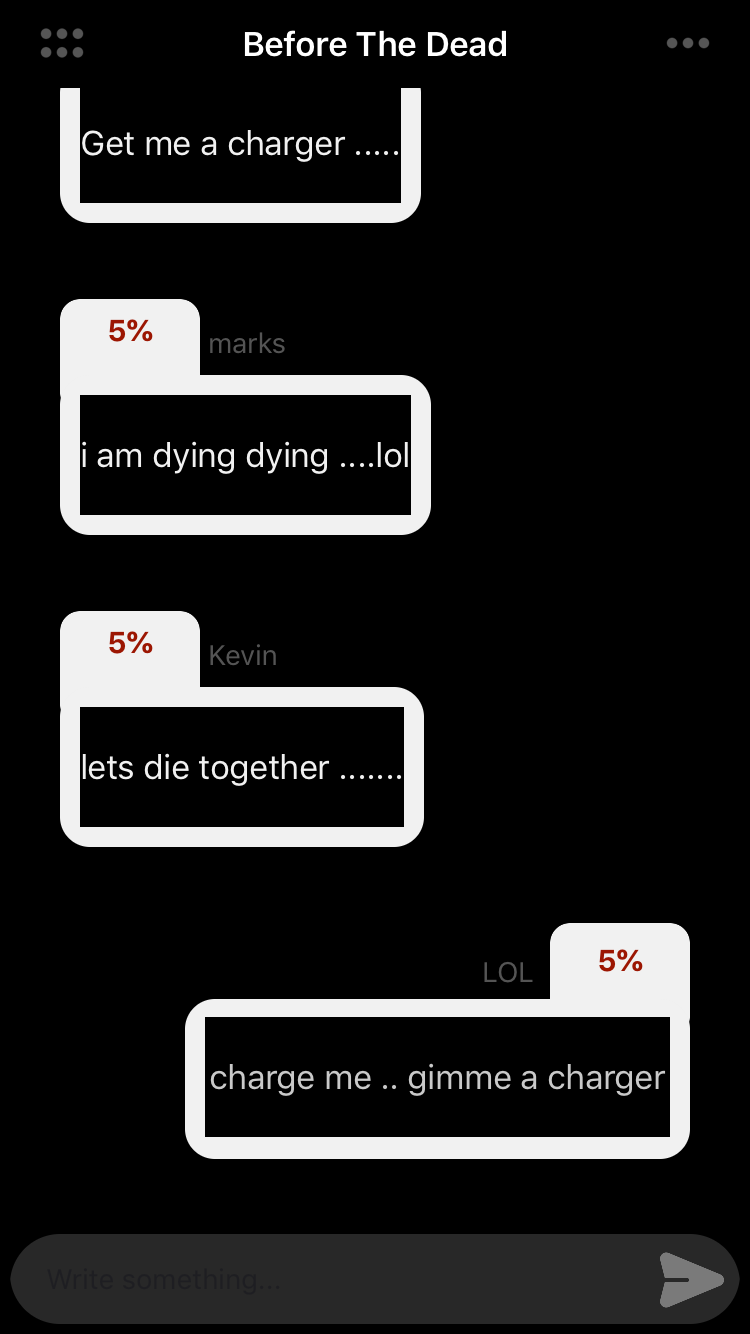 Before The Dead
Get me a charger .....
5%
marks
i am dying dying ....lol
5%
Kevin
lets die together .......
LOL
5%
charge me .. gimme a charger
Write something...